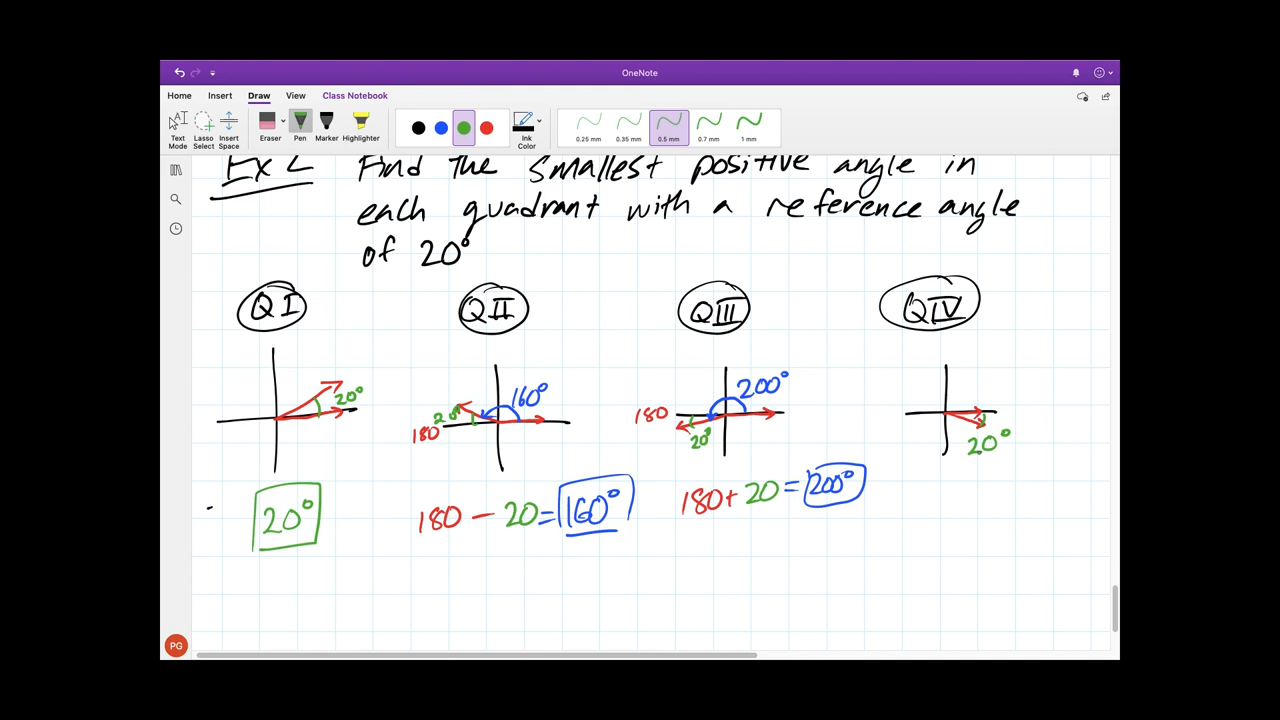 OneNote
Home Insert Draw View Class Notebook
Text Mode
Lasso Select
Insert Space
Eraser
Pen
Marker
Highlighter
Ink Color
0.25 mm
0.35 mm
0.5 mm
0.7 mm
1 mm
Ex 2 Find the smallest positive angle in
each quadrant with a reference angle
of 20°
QI QII QIII QIV
20°
20° 160°
180
180 200°
20°
20°
20°
180 - 20 = 160°
180 + 20 = 200°
PG